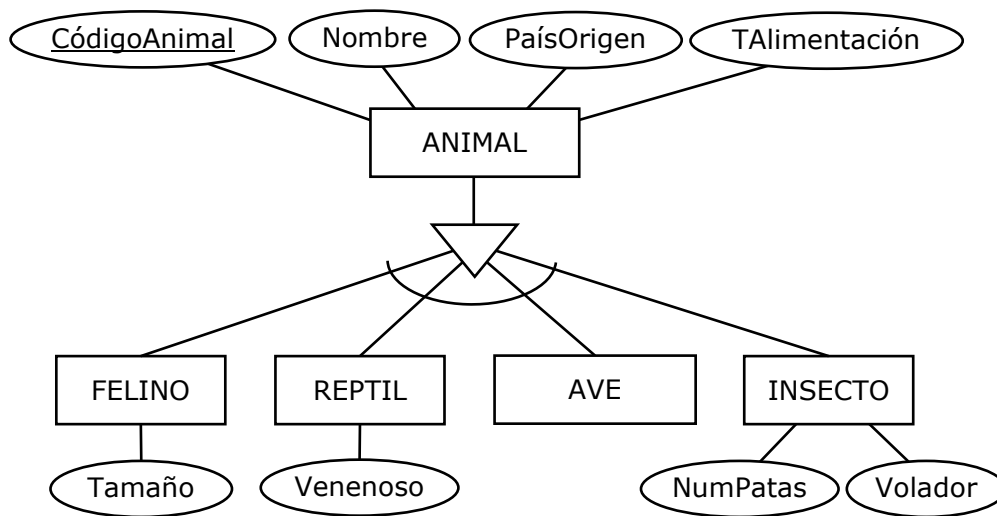 CódigoAnimal
Nombre
PaísOrigen
TAlimentación
ANIMAL
FELINO
REPTIL
AVE
INSECTO
Tamaño
Venenoso
NumPatas
Volador